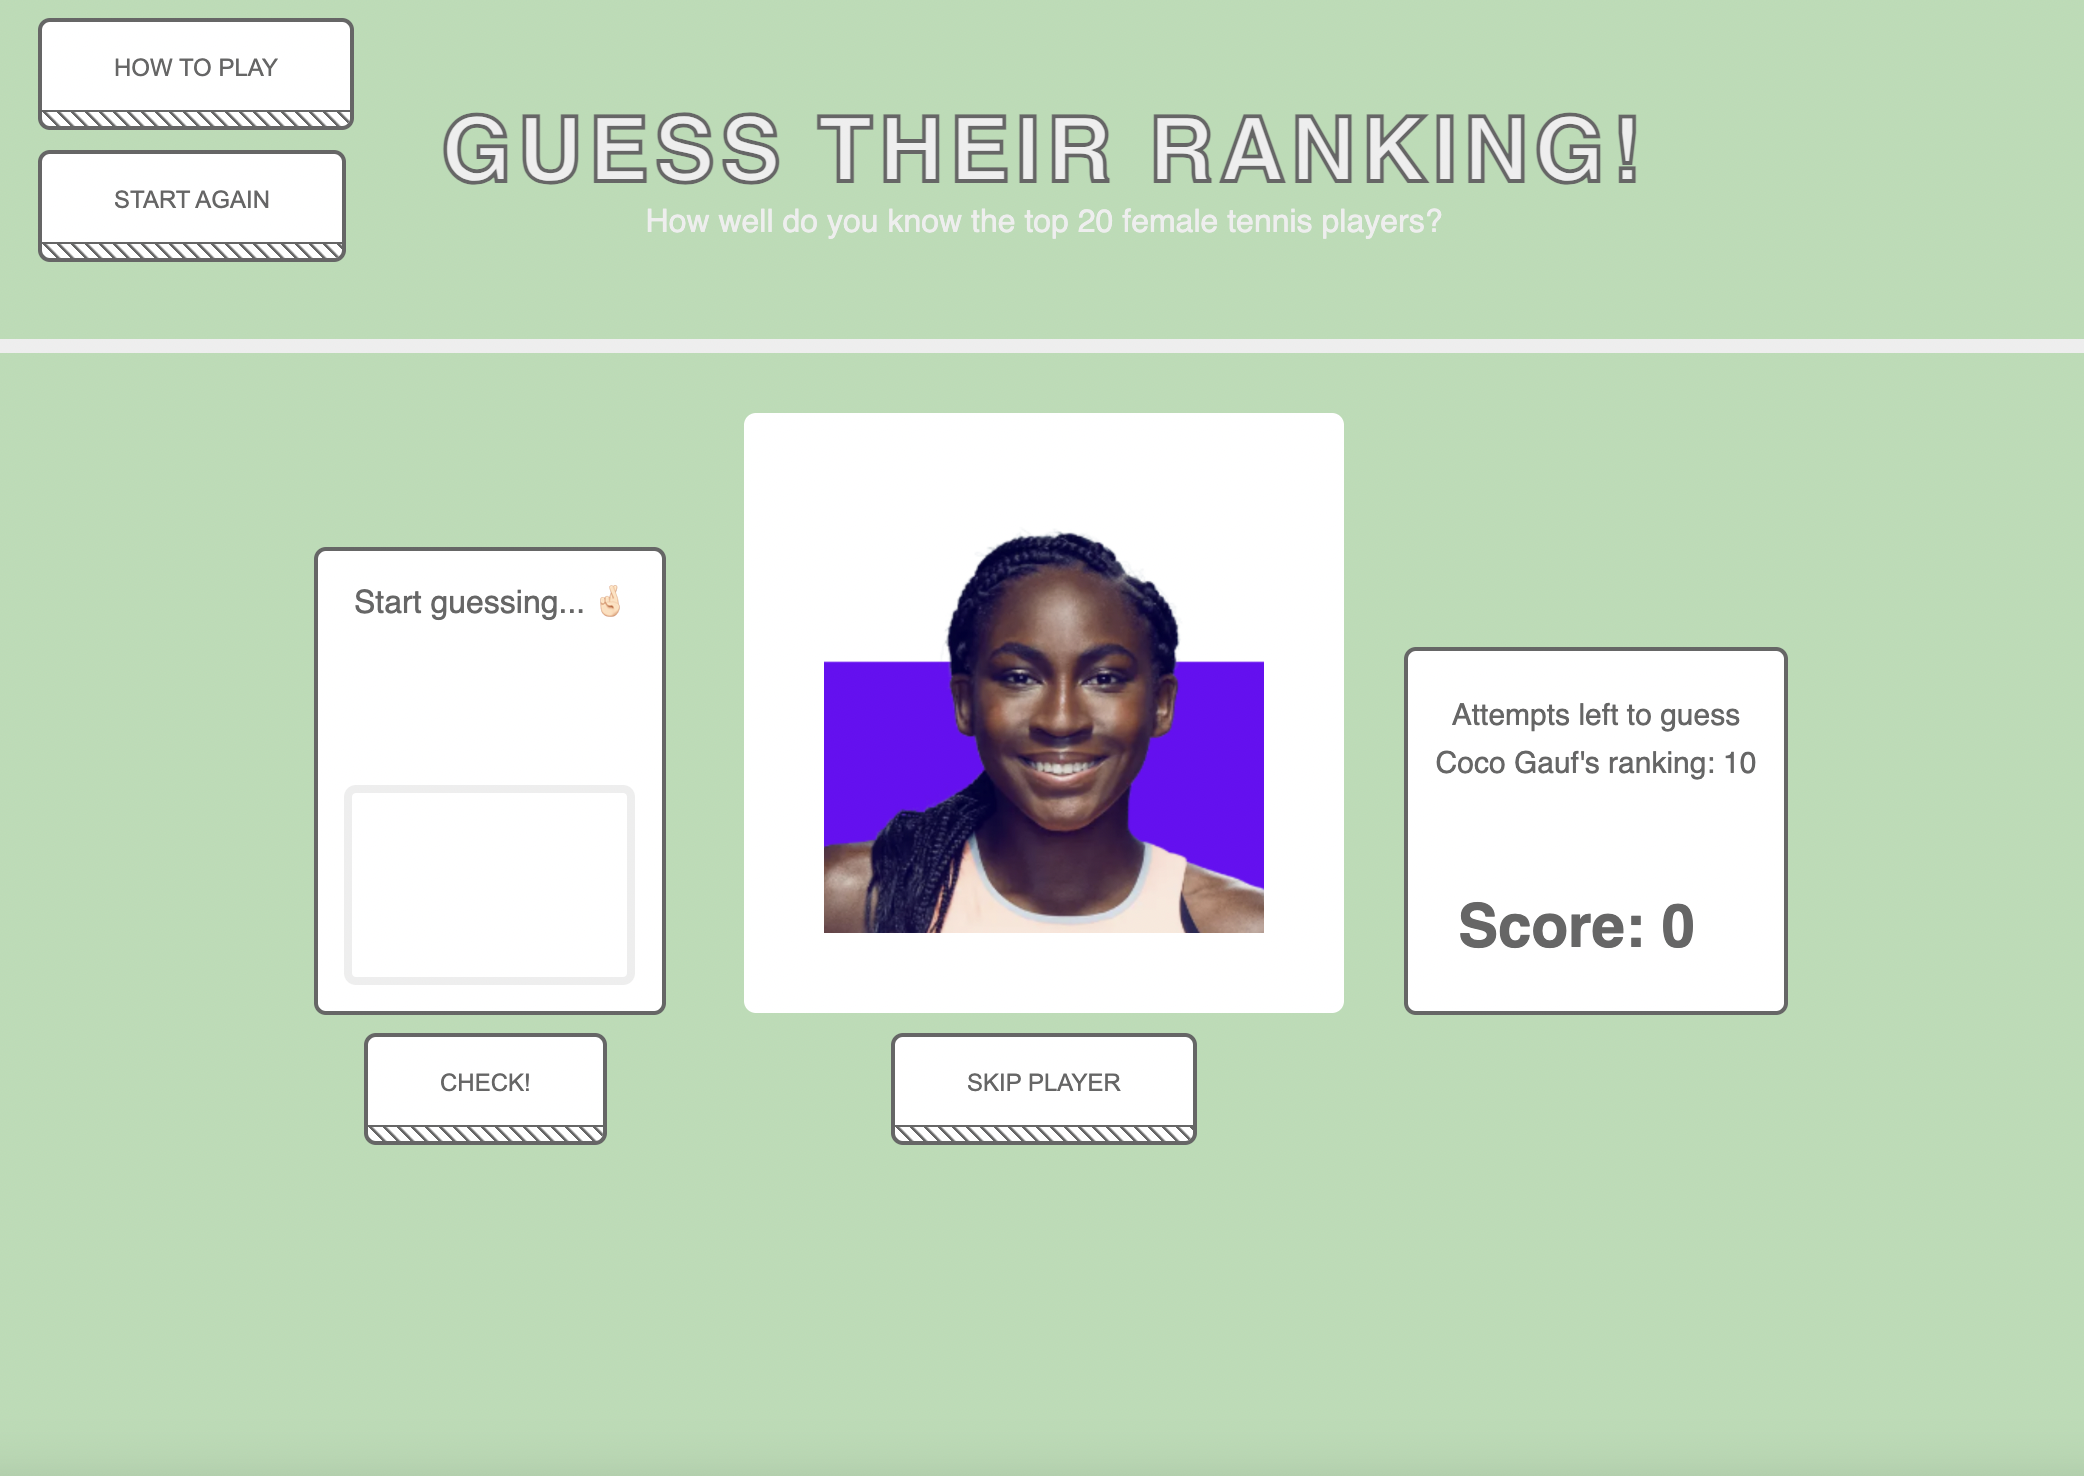 HOW TO PLAY
START AGAIN
GUESS THEIR RANKING!
How well do you know the top 20 female tennis players?
Start guessing... 🤞🏻
CHECK!
SKIP PLAYER
Attempts left to guess
Coco Gauf's ranking: 10
Score: 0